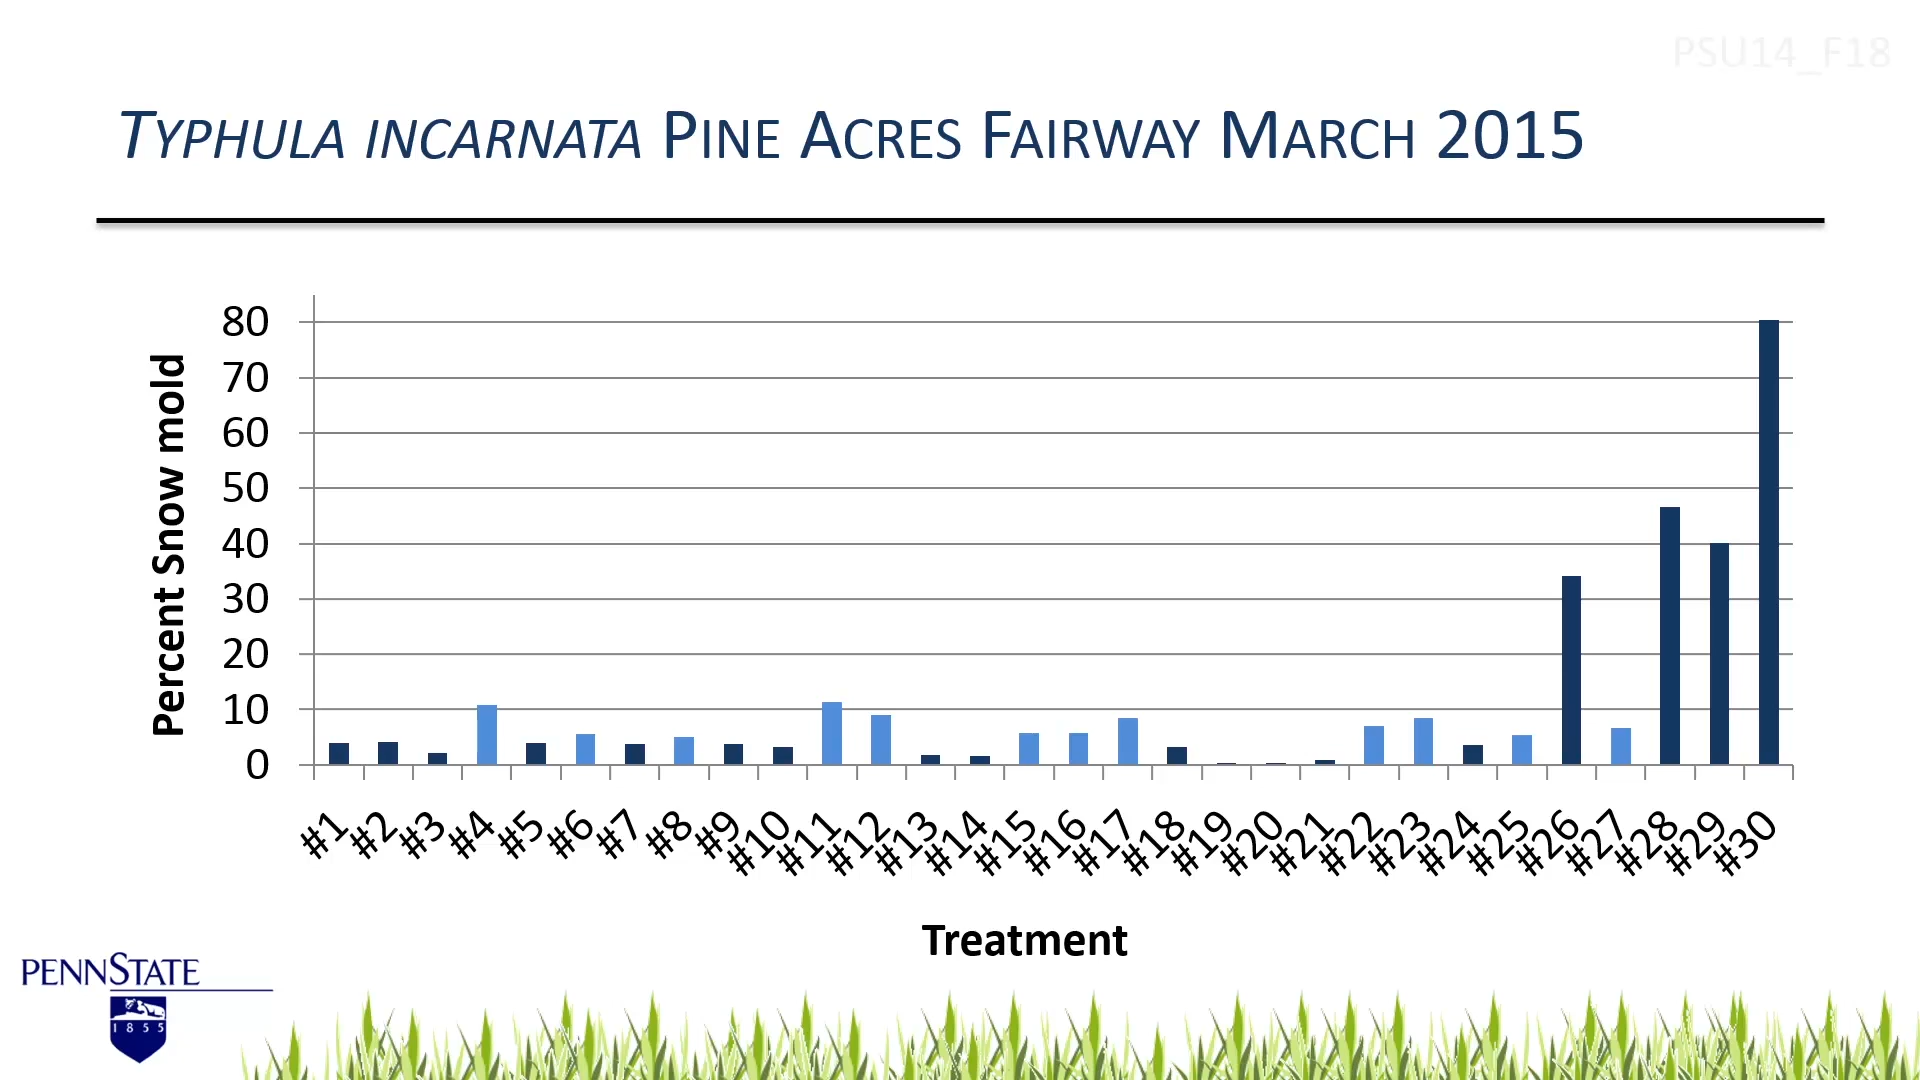 PSU14_F18
TYPHULA INCARNATA PINE ACRES FAIRWAY MARCH 2015
80
70
60
50
40
30
20
10
0
Percent Snow mold
#1 #2 #3 #4 #5 #6 #7 #8 #9 #10 #11 #12 #13 #14 #15 #16 #17 #18 #19 #20 #21 #22 #23 #24 #25 #26 #27 #28 #29 #30
Treatment
PENNSTATE
1855